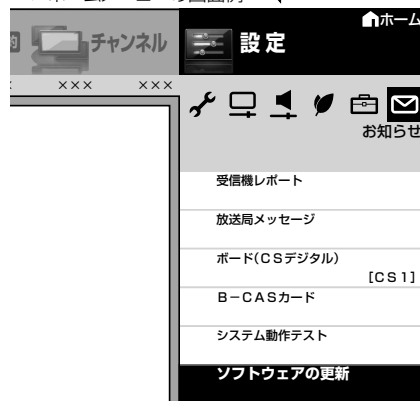 ホーム
チャンネル
設定
××× ×××
お知らせ
受信機レポート
放送局メッセージ
ボード(CSデジタル)
[CS1]
B-CASカード
システム動作テスト
ソフトウェアの更新